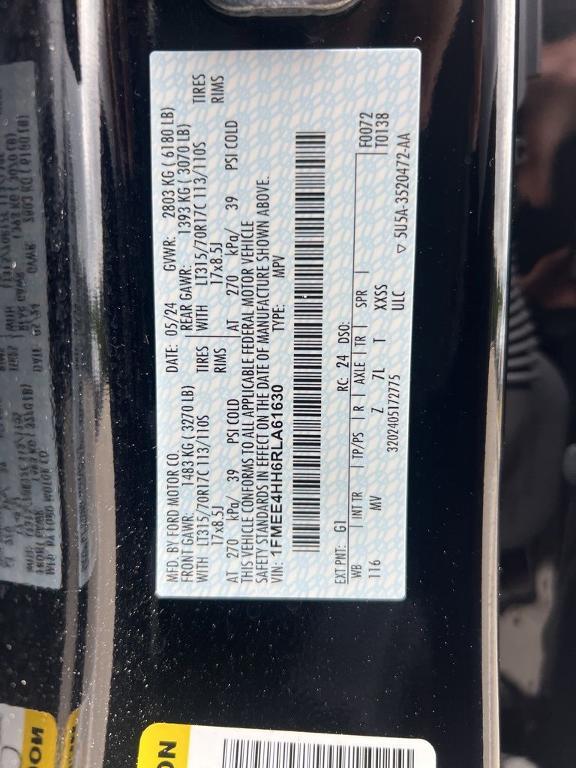 MFD. BY FORD MOTOR CO.
DATE: 05/24 GVWR: 2803 KG ( 6180 LB)
FRONT GAWR: 1483 KG ( 3270 LB) REAR GAWR: 1393 KG ( 3070 LB)
WITH LT315/70R17C 113/110S TIRES WITH LT315/70R17C 113/110S TIRES
17x8.5J RIMS 17x8.5J RIMS
AT 270 kPa/ 39 PSI COLD AT 270 kPa/ 39 PSI COLD
THIS VEHICLE CONFORMS TO ALL APPLICABLE FEDERAL MOTOR VEHICLE
SAFETY STANDARDS IN EFFECT ON THE DATE OF MANUFACTURE SHOWN ABOVE.
VIN: 1FMEE4HH6RLA61630 TYPE: MPV
F0072
EXT PNT: G1 RC: 24 DSO: T0138
WB INT TR TP/PS R AXLE TR SPR
116 MV Z 7L T XXSS
3202405172775 ULC ▽ 5U5A-3520472-AA